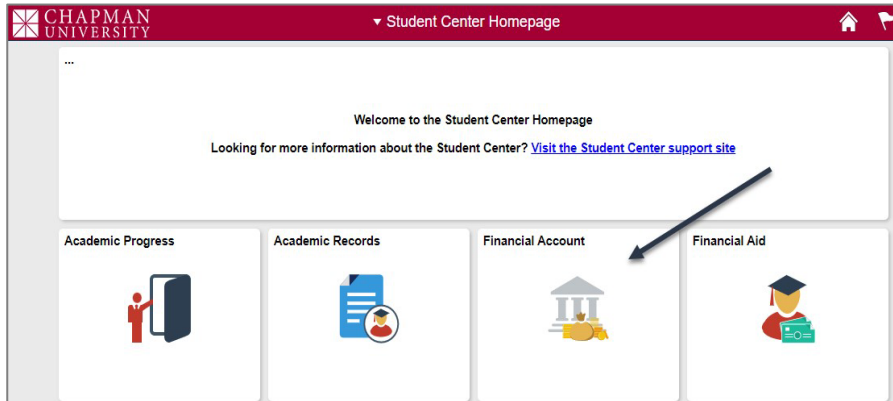 CHAPMAN
UNIVERSITY
▾ Student Center Homepage
...
Welcome to the Student Center Homepage
Looking for more information about the Student Center? Visit the Student Center support site
Academic Progress
Academic Records
Financial Account
Financial Aid